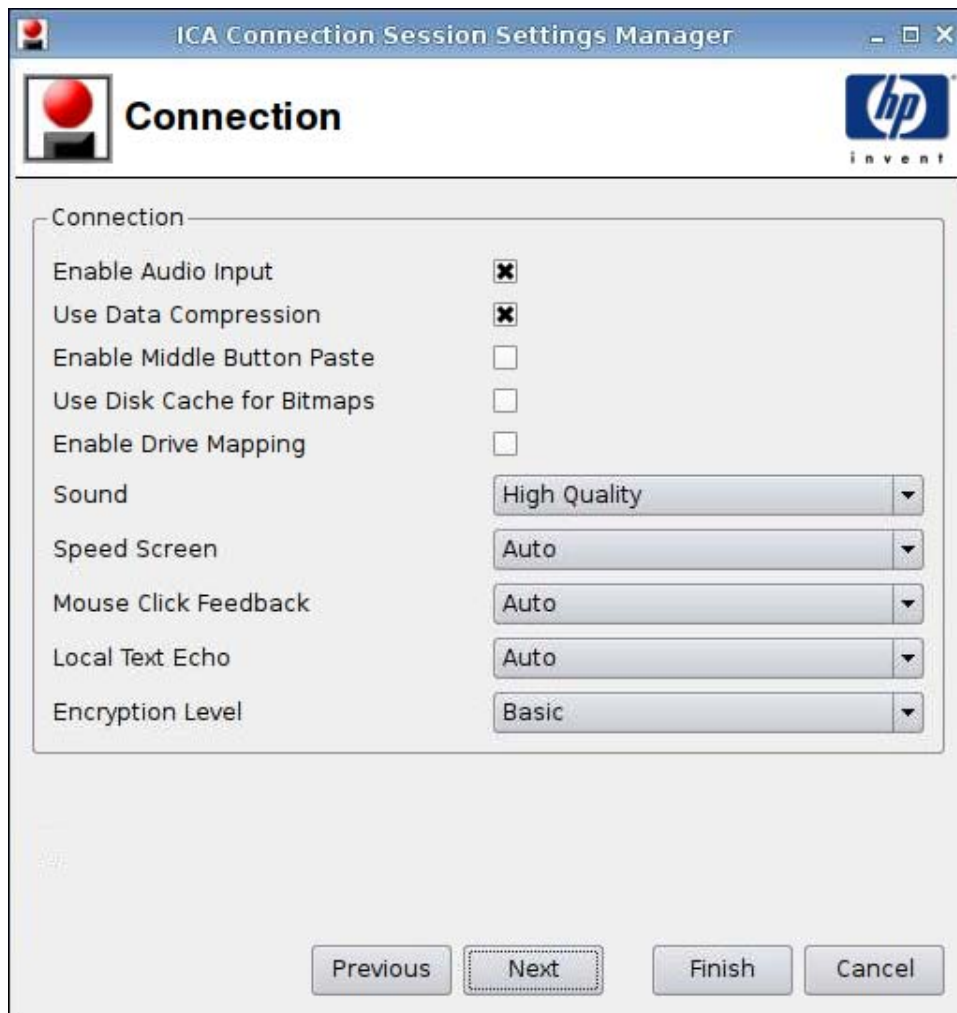 ICA Connection Session Settings Manager
Connection
hp
invent
Connection
Enable Audio Input
Use Data Compression
Enable Middle Button Paste
Use Disk Cache for Bitmaps
Enable Drive Mapping
Sound High Quality
Speed Screen Auto
Mouse Click Feedback Auto
Local Text Echo Auto
Encryption Level Basic
Previous Next Finish Cancel